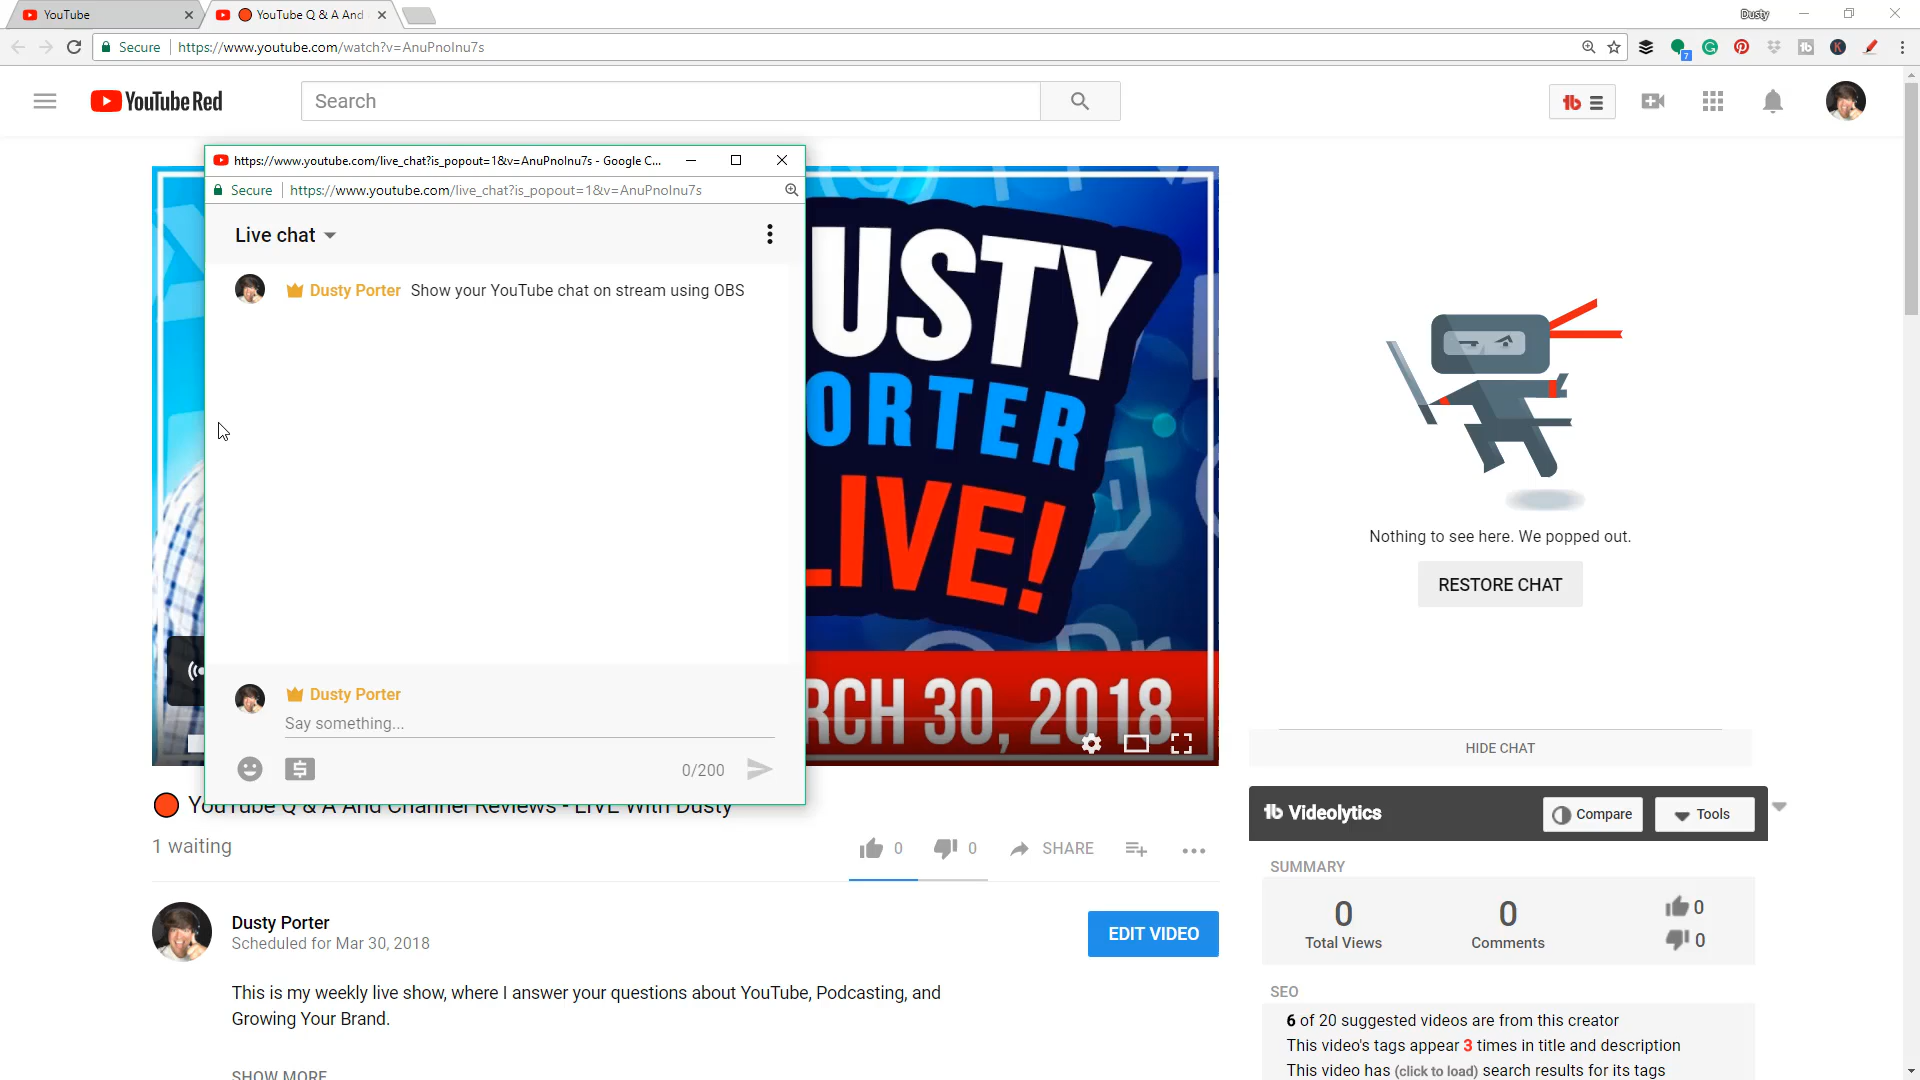 YouTube
YouTube Q & A And
Dusty
Secure https://www.youtube.com/watch?v=AnuPnoInu7s
7
YouTube Red
Search
https://www.youtube.com/live_chat?is_popout=1&v=AnuPnoInu7s - Google C...
Secure https://www.youtube.com/live_chat?is_popout=1&v=AnuPnoInu7s
Live chat
Dusty Porter Show your YouTube chat on stream using OBS
Dusty Porter
Say something...
0/200
USTY
ORTER
LIVE!
RCH 30, 2018
Nothing to see here. We popped out.
RESTORE CHAT
HIDE CHAT
YouTube Q & A And Channel Reviews - LIVE With Dusty
1 waiting
0 0 SHARE
Dusty Porter
Scheduled for Mar 30, 2018
EDIT VIDEO
This is my weekly live show, where I answer your questions about YouTube, Podcasting, and
Growing Your Brand.
SHOW MORE
tb Videolytics Compare Tools
SUMMARY
0 0 0
Total Views Comments 0
SEO
6 of 20 suggested videos are from this creator
This video's tags appear 3 times in title and description
This video has (click to load) search results for its tags